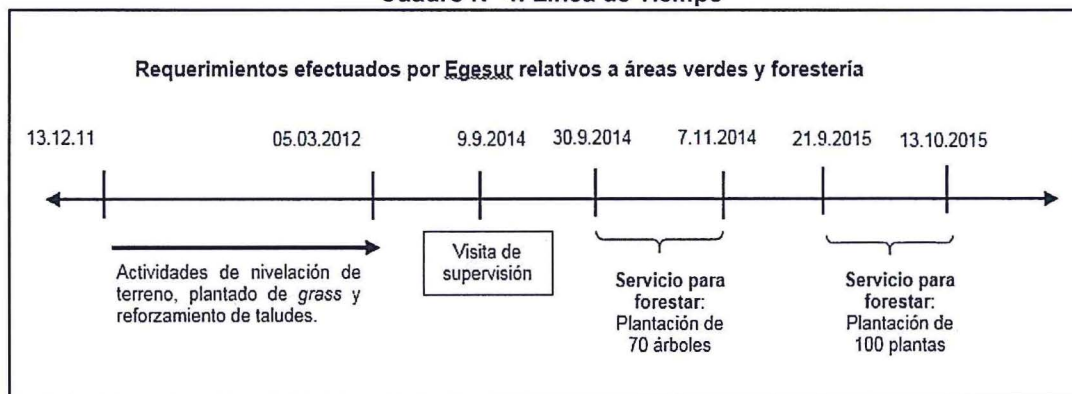 Requerimientos efectuados por Egesur relativos a áreas verdes y forestería
13.12.11 05.03.2012 9.9.2014 30.9.2014 7.11.2014 21.9.2015 13.10.2015
Actividades de nivelación de
terreno, plantado de grass y
reforzamiento de taludes.
Visita de
supervisión
Servicio para
forestar:
Plantación de
70 árboles
Servicio para
forestar:
Plantación de
100 plantas